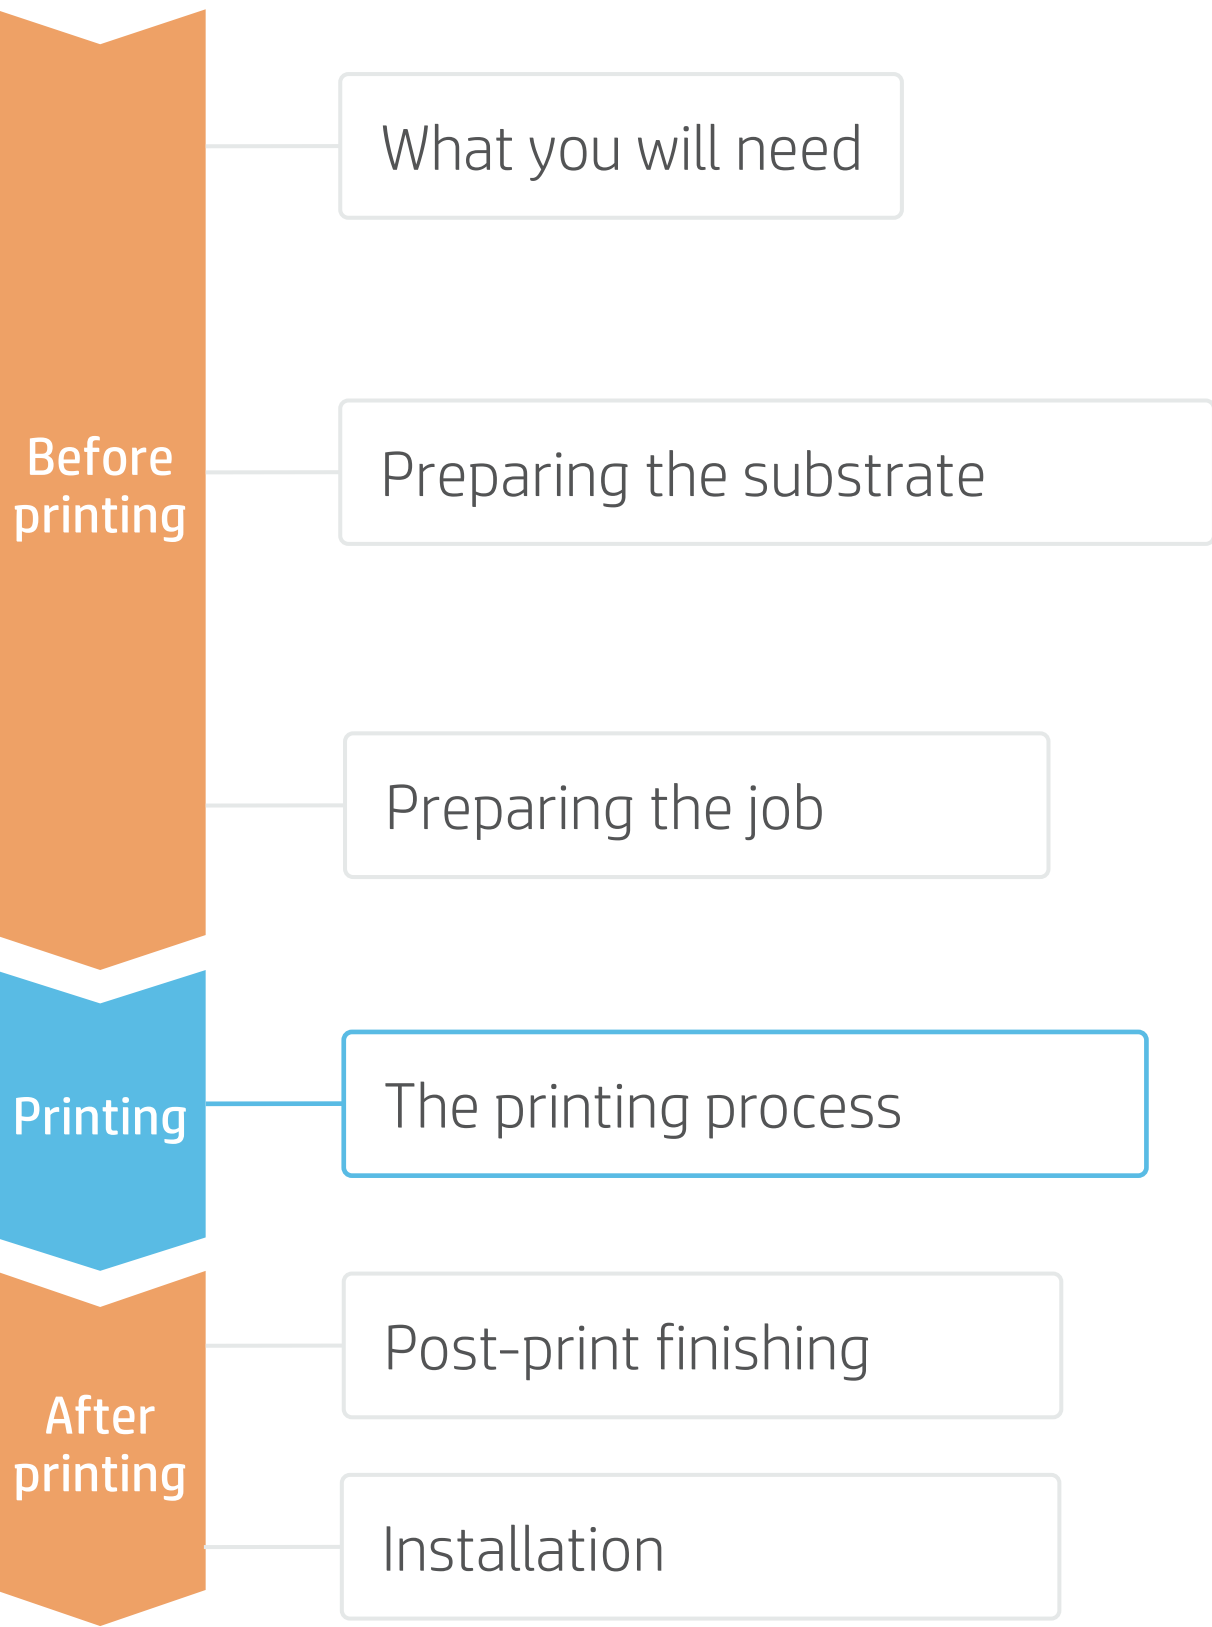 What you will need
Before
printing
Preparing the substrate
Preparing the job
Printing
The printing process
After
printing
Post-print finishing
Installation